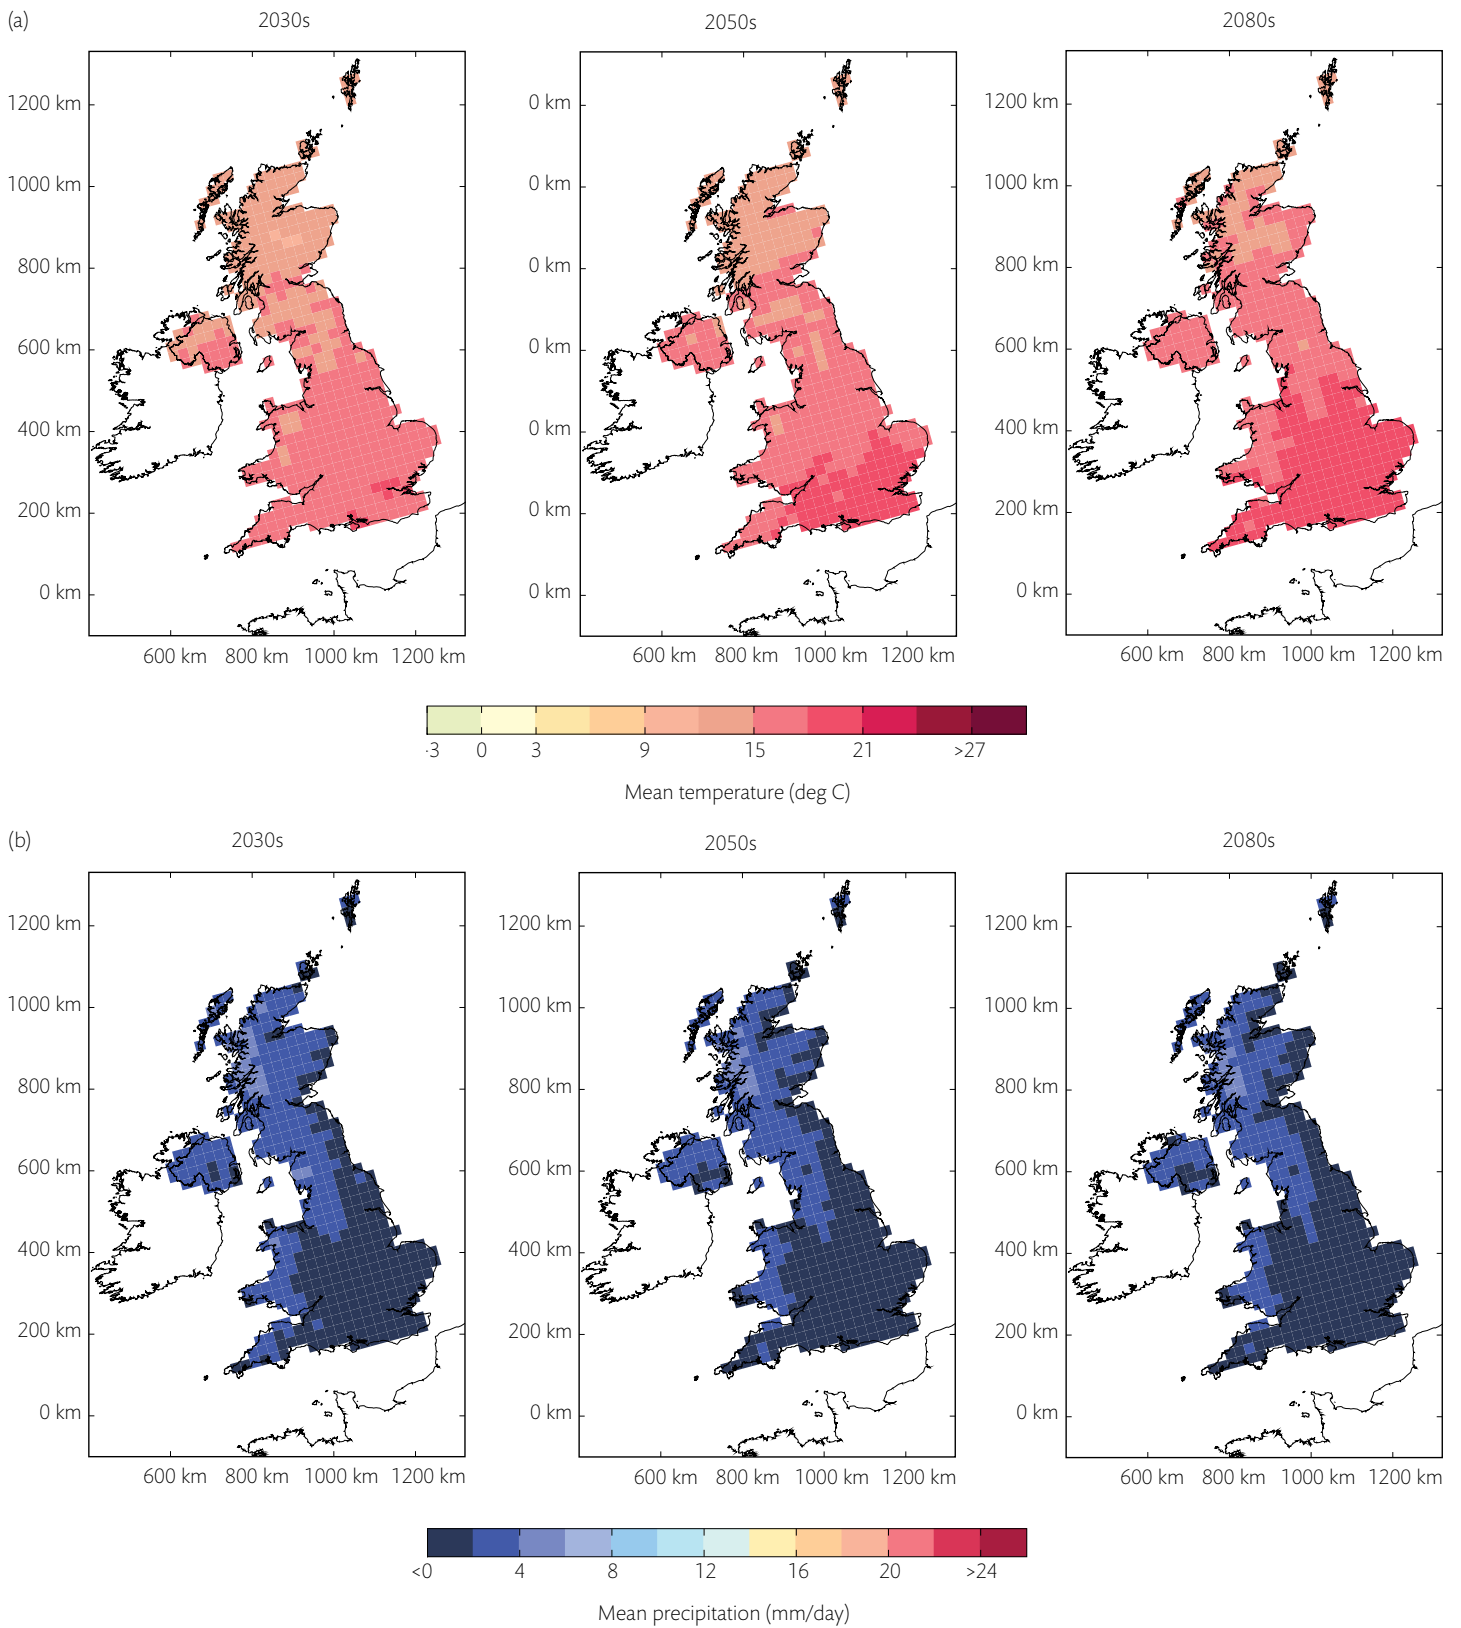 (a) 2030s 2050s 2080s
1200 km 0 km 1200 km
1000 km 0 km 1000 km
800 km 0 km 800 km
600 km 0 km 600 km
400 km 0 km 400 km
200 km 0 km 200 km
0 km 0 km 0 km
600 km 800 km 1000 km 1200 km 600 km 800 km 1000 km 1200 km 600 km 800 km 1000 km 1200 km
-3 0 3 9 15 21 >27
Mean temperature (deg C)
(b) 2030s 2050s 2080s
1200 km 1200 km 1200 km
1000 km 1000 km 1000 km
800 km 800 km 800 km
600 km 600 km 600 km
400 km 400 km 400 km
200 km 200 km 200 km
0 km 0 km 0 km
600 km 800 km 1000 km 1200 km 600 km 800 km 1000 km 1200 km 600 km 800 km 1000 km 1200 km
<0 4 8 12 16 20 >24
Mean precipitation (mm/day)